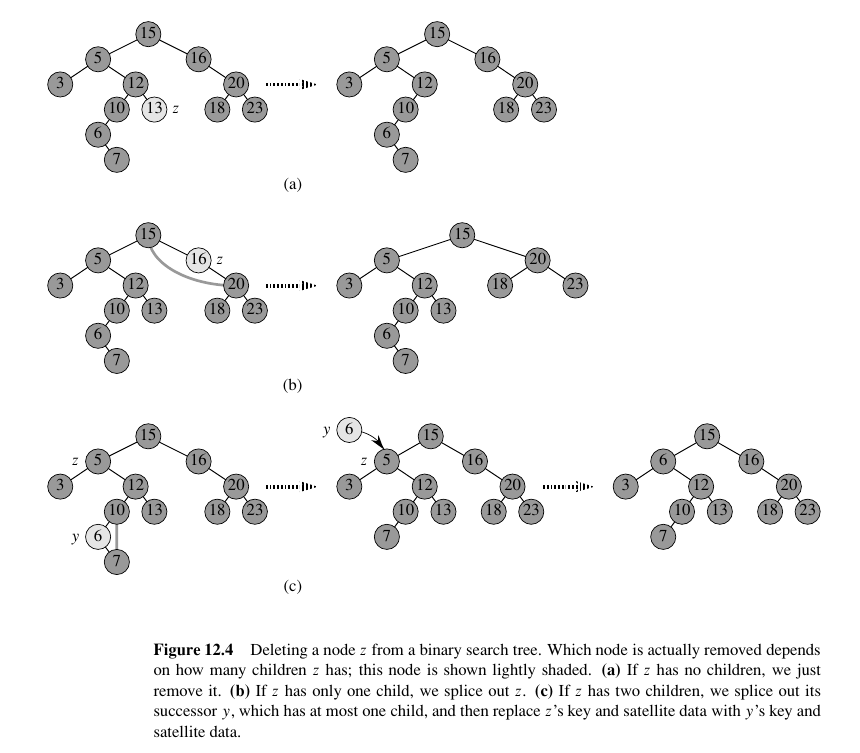 15 15
5 16 5 16
3 12 20 3 12 20
10 13 z 18 23 10 18 23
6 6
7 7
(a)
15 15
5 16 z 5 20
3 12 20 3 12 18 23
10 13 18 23 10 13
6 6
7 7
(b)
y 6
15 15 15
z 5 16 z 5 16 6 16
3 12 20 3 12 20 3 12 20
10 13 18 23 10 13 18 23 10 13 18 23
y 6 7 7
7
(c)
Figure 12.4 Deleting a node z from a binary search tree. Which node is actually removed depends
on how many children z has; this node is shown lightly shaded. (a) If z has no children, we just
remove it. (b) If z has only one child, we splice out z. (c) If z has two children, we splice out its
successor y, which has at most one child, and then replace z’s key and satellite data with y’s key and
satellite data.